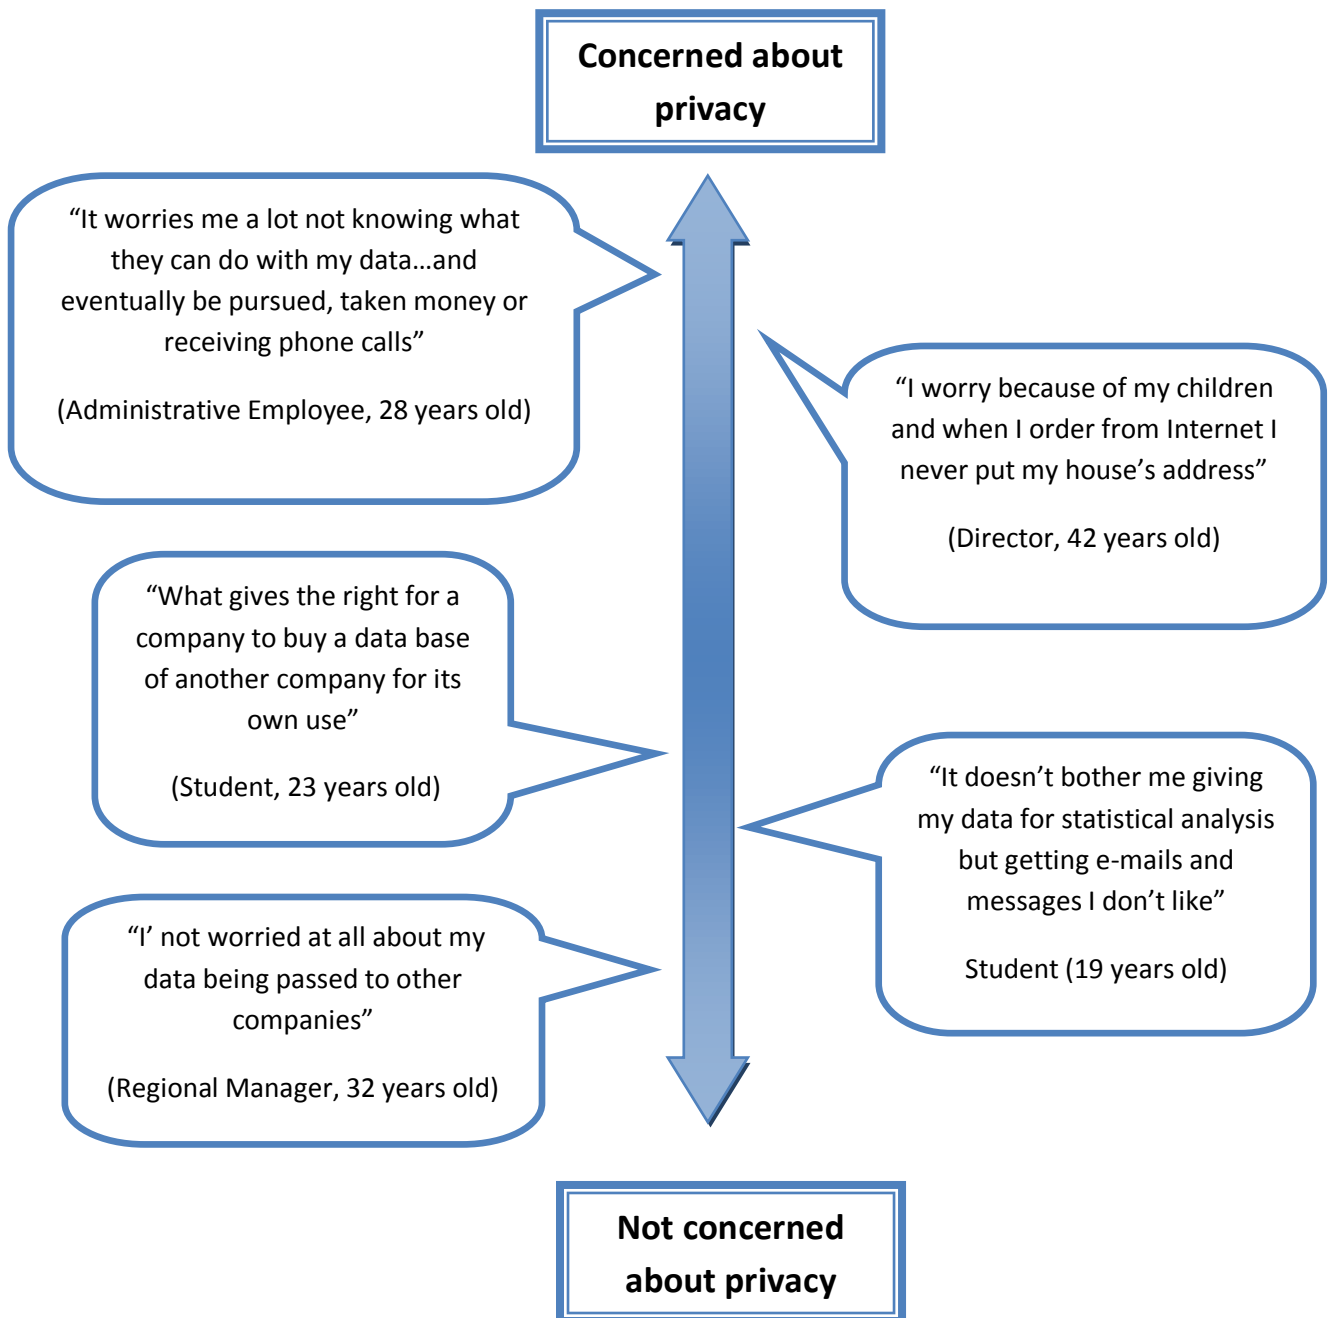 Concerned about
privacy
“It worries me a lot not knowing what
they can do with my data…and
eventually be pursued, taken money or
receiving phone calls”
(Administrative Employee, 28 years old)
“I worry because of my children
and when I order from Internet I
never put my house’s address”
(Director, 42 years old)
“What gives the right for a
company to buy a data base
of another company for its
own use”
(Student, 23 years old)
“It doesn’t bother me giving
my data for statistical analysis
but getting e-mails and
messages I don’t like”
Student (19 years old)
“I’ not worried at all about my
data being passed to other
companies”
(Regional Manager, 32 years old)
Not concerned
about privacy